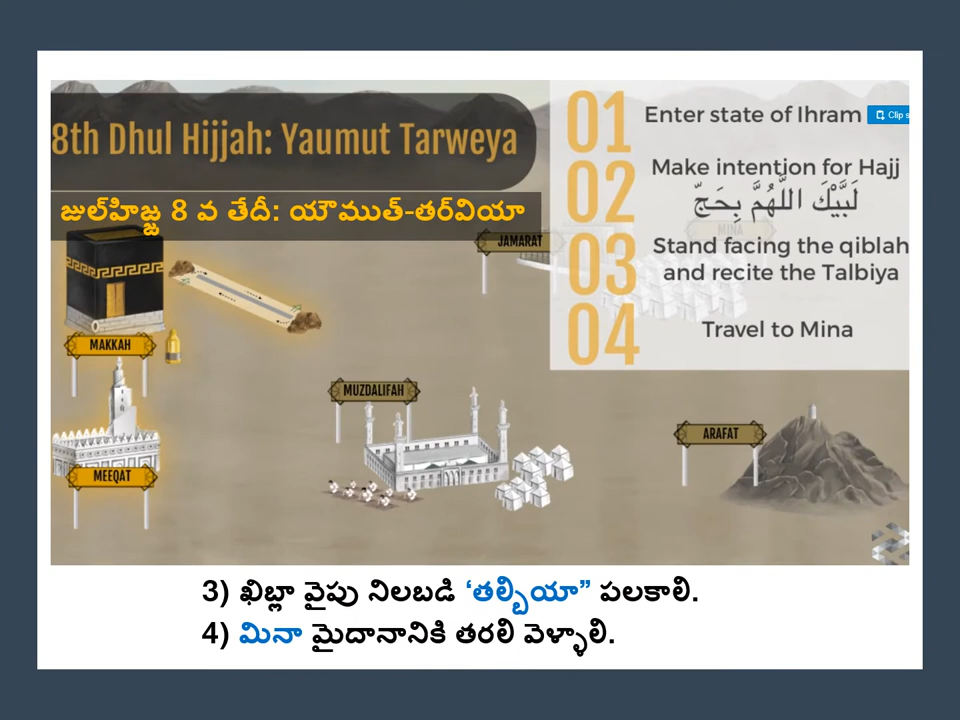 8th Dhul Hijjah: Yaumut Tarweya
జుల్‌హిజ్జ 8 వ తేదీ: యౌముత్-తర్‌వియా
01 Enter state of Ihram
Clip s
02 Make intention for Hajj
لَبَّيْكَ اللَّهُمَّ بِحَجّ
03 Stand facing the qiblah
and recite the Talbiya
04 Travel to Mina
JAMARAT
MINA
MAKKAH
MUZDALIFAH
ARAFAT
MEEQAT
3) ఖిబ్లా వైపు నిలబడి ‘తల్బియా” పలకాలి.
4) మినా మైదానానికి తరలి వెళ్ళాలి.